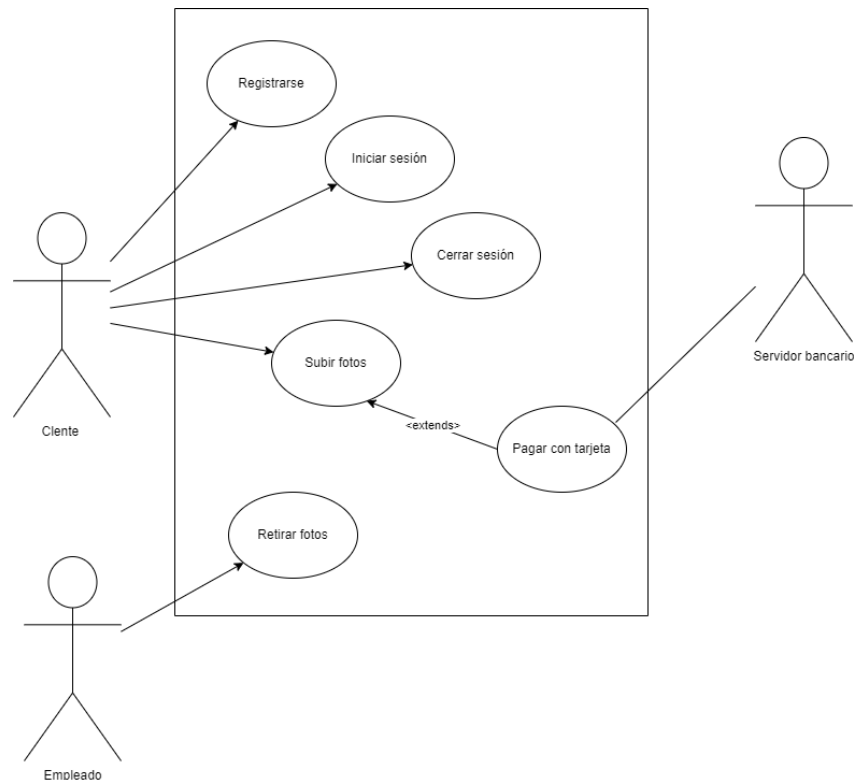 Registrarse
Iniciar sesión
Cerrar sesión
Subir fotos
Servidor bancario
Clente
<extends>
Pagar con tarjeta
Retirar fotos
Empleado